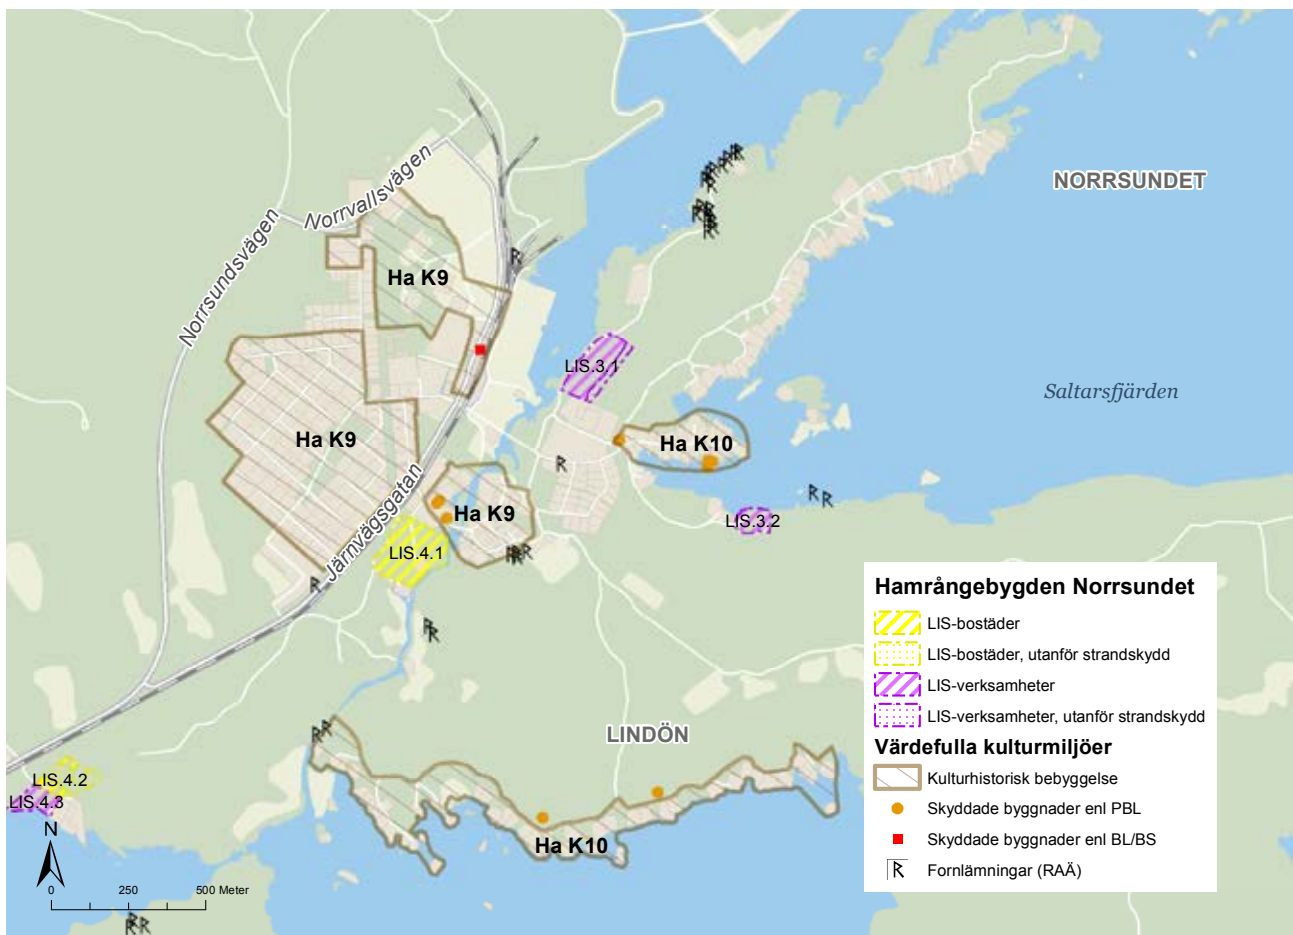 NORRSUNDET
Norrvallsvägen
Norrsundsvägen
Ha K9
LIS.3.1
Saltarsfjärden
Ha K9
Ha K10
Järnvägsgatan
Ha K9
LIS.3.2
LIS.4.1
LINDÖN
LIS.4.2
LIS.4.3
Ha K10
N
0 250 500 Meter
Hamrångebygden Norrsundet
LIS-bostäder
LIS-bostäder, utanför strandskydd
LIS-verksamheter
LIS-verksamheter, utanför strandskydd
Värdefulla kulturmiljöer
Kulturhistorisk bebyggelse
Skyddade byggnader enl PBL
Skyddade byggnader enl BL/BS
Fornlämningar (RAÄ)